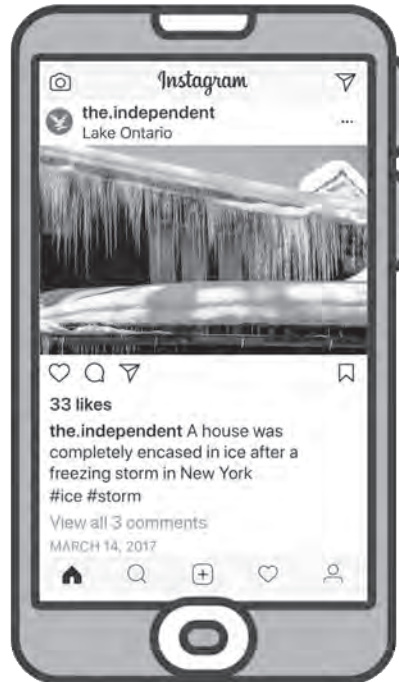 Instagram
the.independent
Lake Ontario
33 likes
the.independent A house was
completely encased in ice after a
freezing storm in New York
#ice #storm
View all 3 comments
MARCH 14, 2017